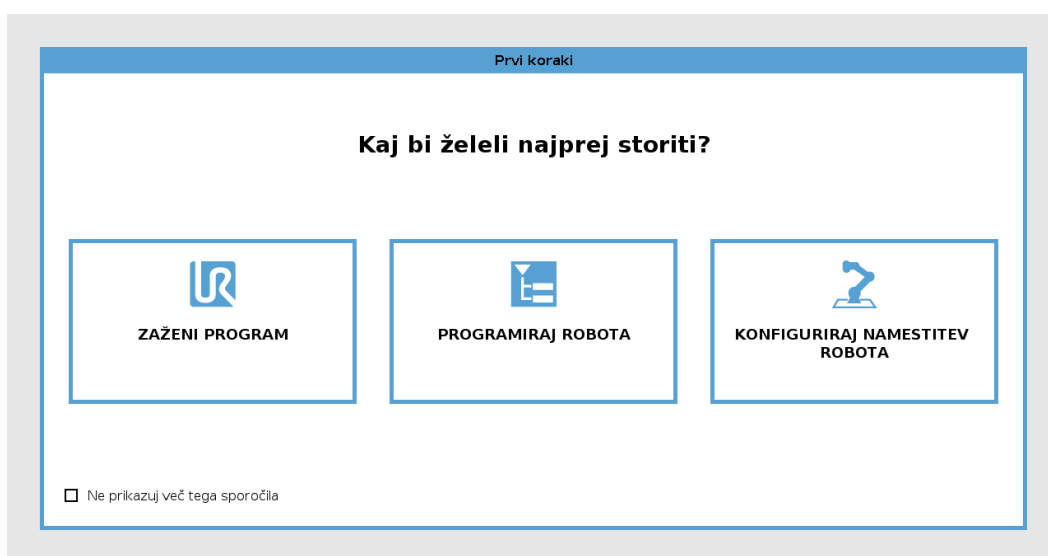 Prvi koraki
Kaj bi želeli najprej storiti?
ZAŽENI PROGRAM
PROGRAMIRAJ ROBOTA
KONFIGURIRAJ NAMESTITEV
ROBOTA
Ne prikazuj več tega sporočila